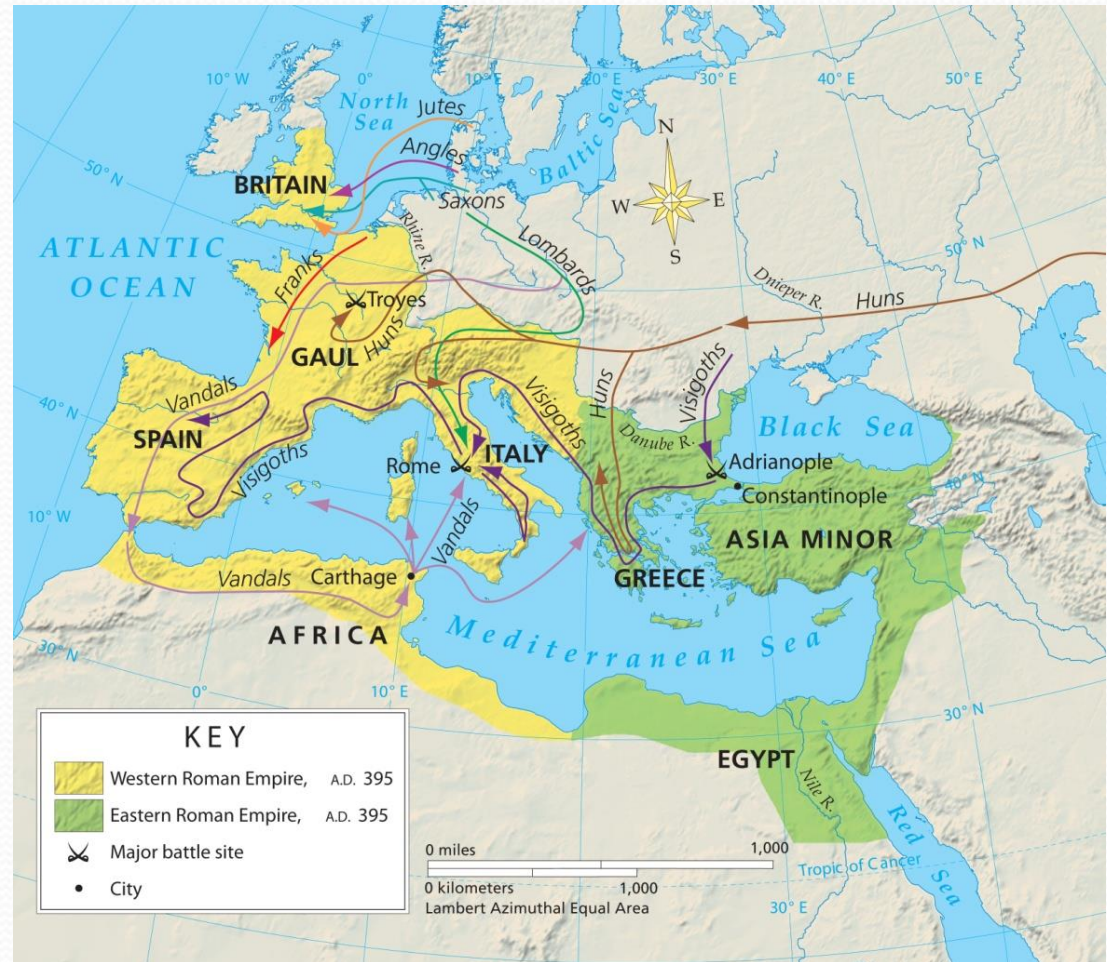 10° W
0°
10° E
20° E
30° E
40° E
50° E
60° N
North
Sea
Jutes
Angles
Saxons
Baltic Sea
N
W
E
S
50° N
BRITAIN
ATLANTIC
OCEAN
Rhine R.
Lombards
50° N
Franks
Troyes
Huns
GAUL
Dnieper R.
Huns
Vandals
40° N
SPAIN
Visigoths
Visigoths
Huns
Visigoths
Danube R.
Black Sea
Rome
ITALY
Adrianople
Constantinople
40° N
10° W
ASIA MINOR
Vandals
Vandals
Carthage
GREECE
AFRICA
Mediterranean Sea
30° N
0°
10° E
30° N
EGYPT
Nile R.
Red Sea
Tropic of Cancer
30° E
KEY
Western Roman Empire, A.D. 395
Eastern Roman Empire, A.D. 395
Major battle site
City
0 miles 1,000
0 kilometers 1,000
Lambert Azimuthal Equal Area